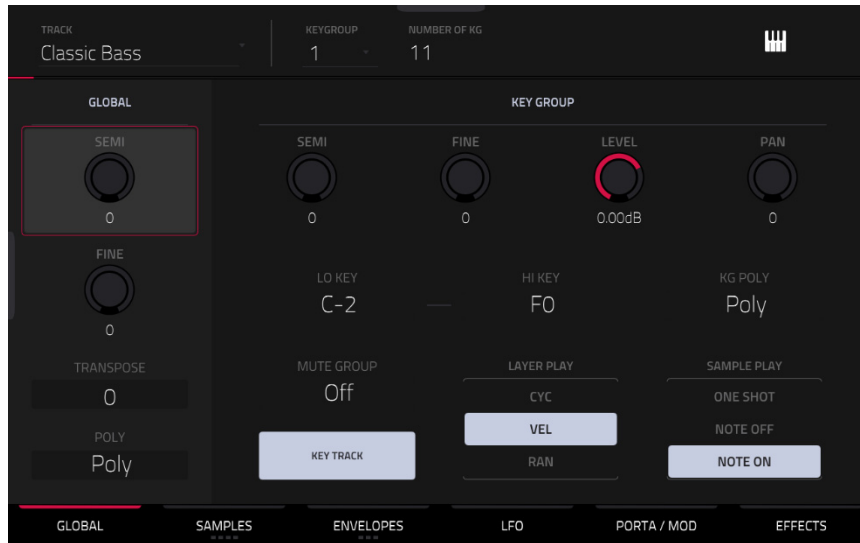 TRACK
KEYGROUP
NUMBER OF KG
Classic Bass
1
11
GLOBAL
KEY GROUP
SEMI
0
FINE
0
TRANSPOSE
0
POLY
Poly
SEMI
FINE
LEVEL
PAN
0
0
0.00dB
0
LO KEY
HI KEY
KG POLY
C-2
—
F0
Poly
MUTE GROUP
LAYER PLAY
SAMPLE PLAY
Off
CYC
ONE SHOT
VEL
NOTE OFF
KEY TRACK
RAN
NOTE ON
GLOBAL
SAMPLES
ENVELOPES
LFO
PORTA / MOD
EFFECTS